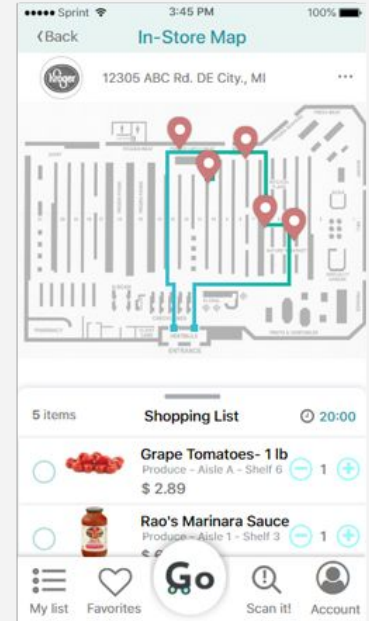 Sprint 3:45 PM 100%
Back In-Store Map
Kroger 12305 ABC Rd. DE City., MI
PHARMACY
ENTRANCE
5 items Shopping List 20:00
Grape Tomatoes- 1 lb
Produce - Aisle A - Shelf 6
1
$ 2.89
Rao's Marinara Sauce
Produce - Aisle 1 - Shelf 3
1
Go
My list Favorites Scan it! Account